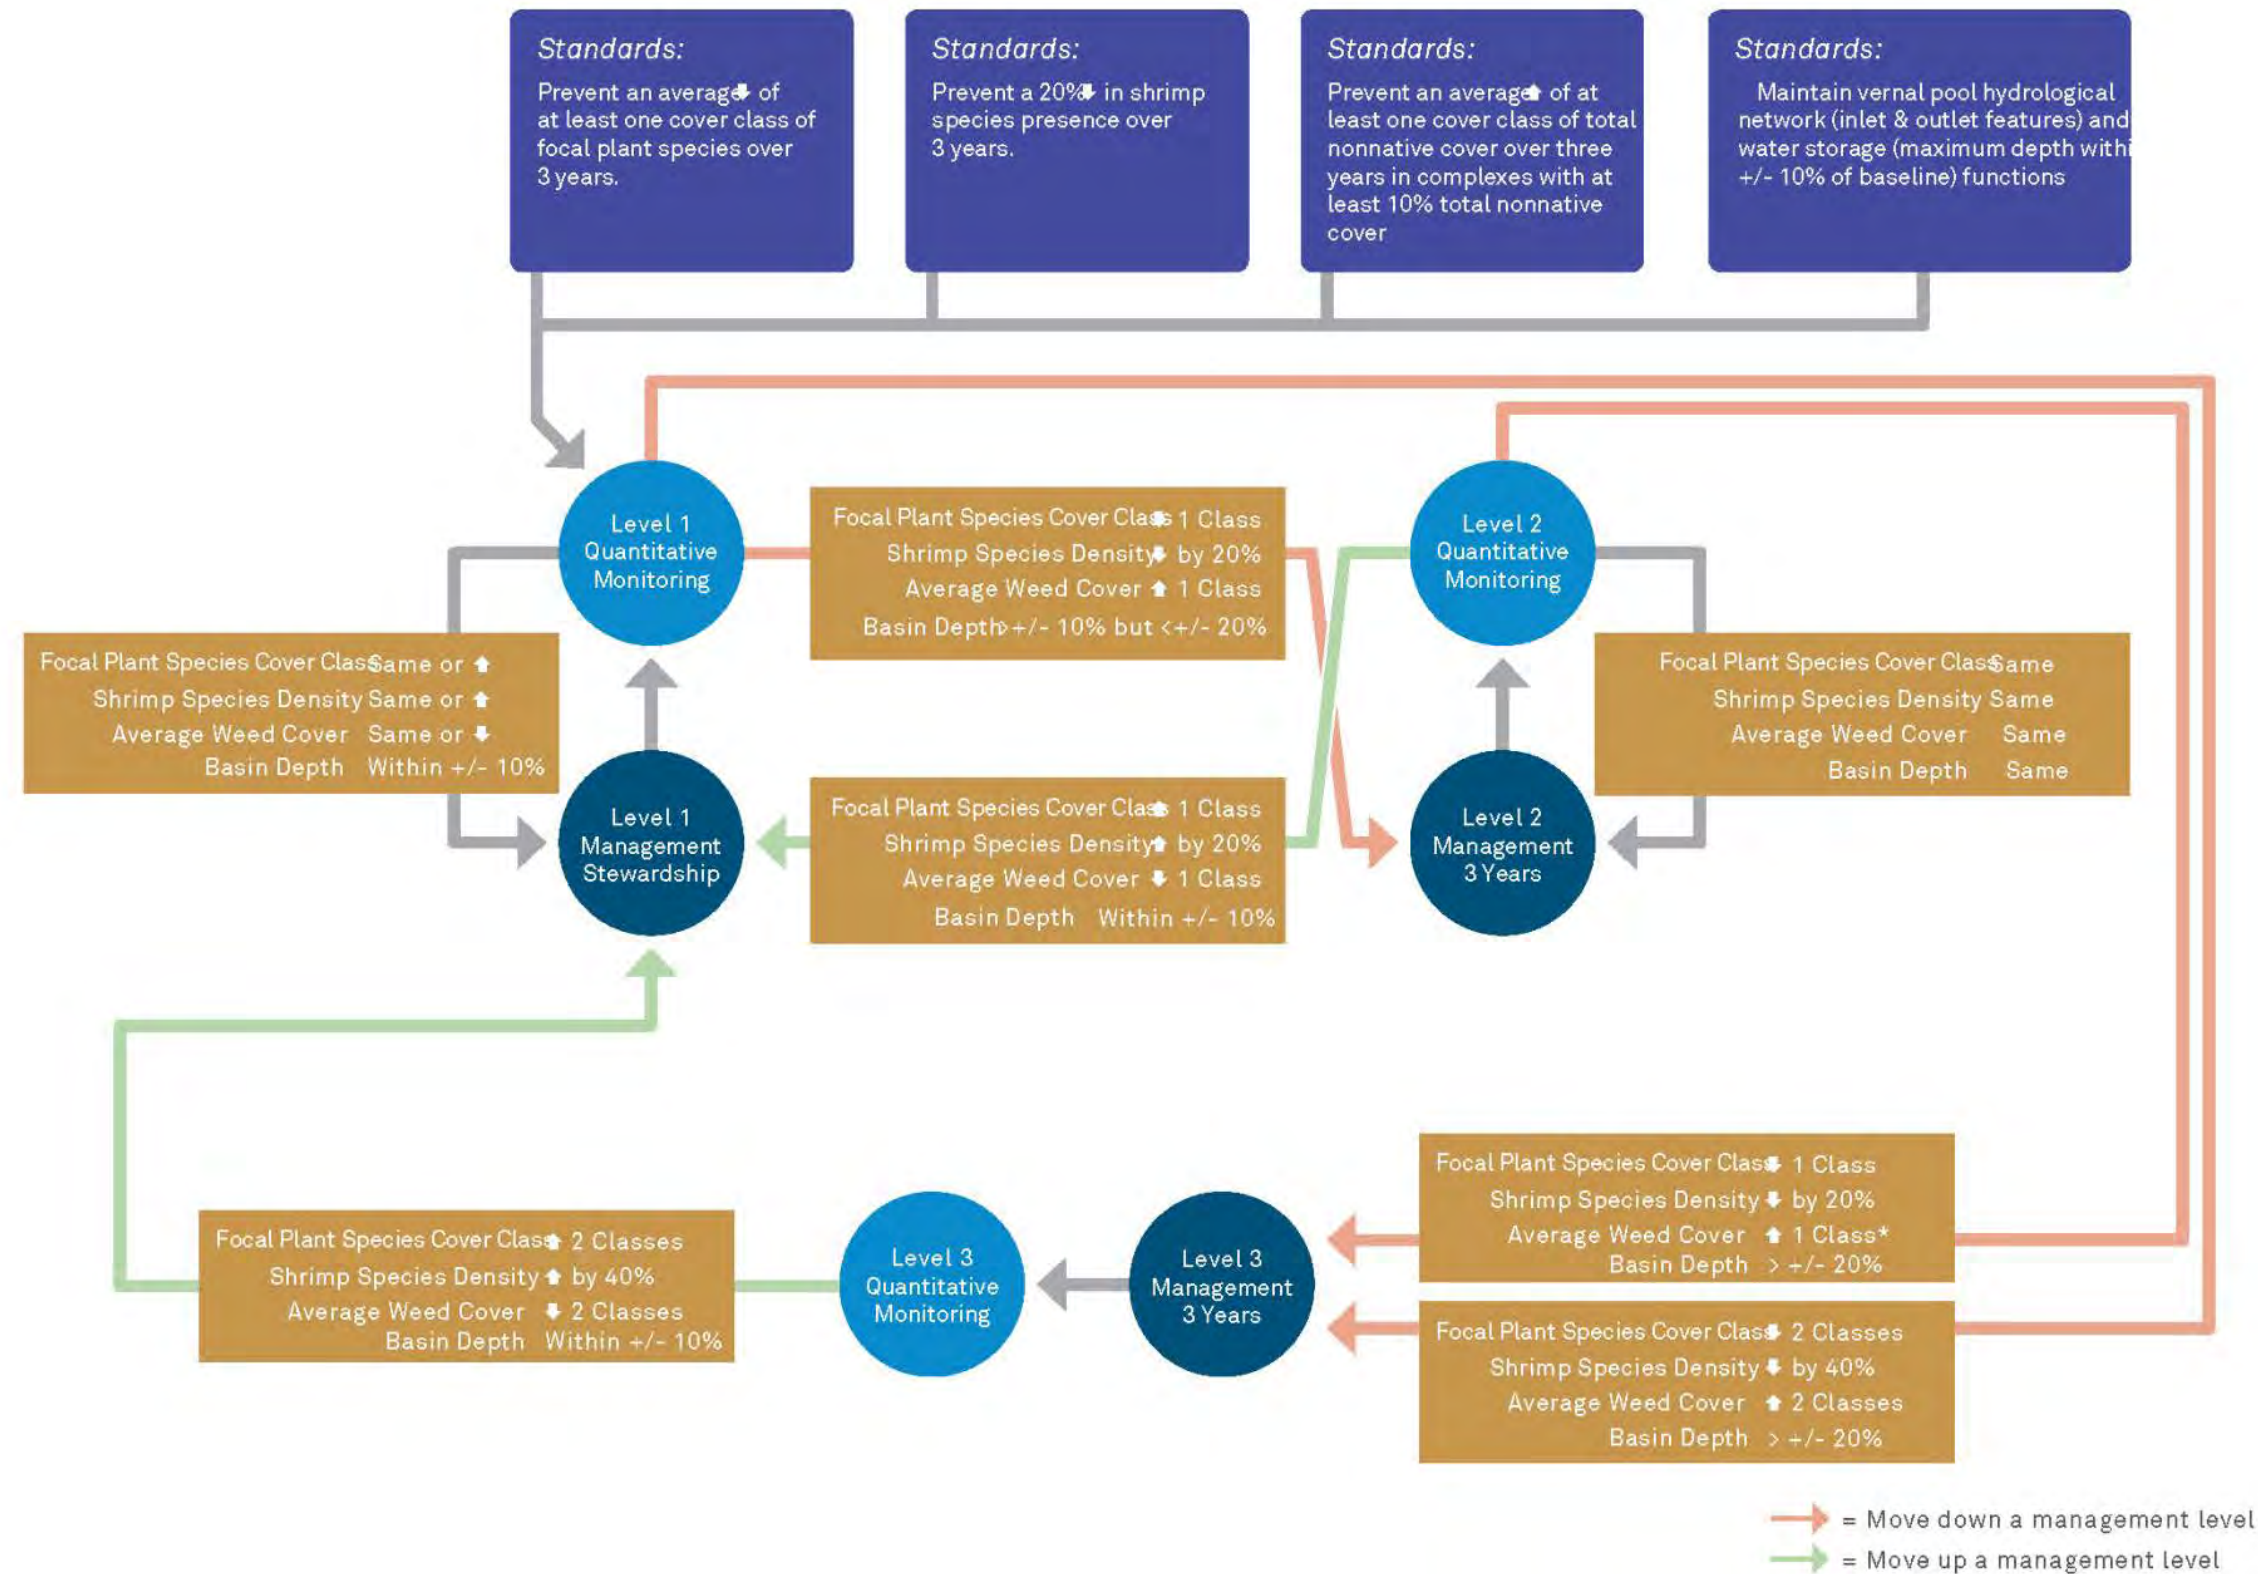 Standards:
Prevent an average⬇ of
at least one cover class of
focal plant species over
3 years.
Standards:
Prevent a 20%⬇ in shrimp
species presence over
3 years.
Standards:
Prevent an average⬆ of at
least one cover class of total
nonnative cover over three
years in complexes with at
least 10% total nonnative
cover
Standards:
Maintain vernal pool hydrological
network (inlet & outlet features) and
water storage (maximum depth withi
+/- 10% of baseline) functions
Level 1
Quantitative
Monitoring
Focal Plant Species Cover Class ⬇ 1 Class
Shrimp Species Density ⬇ by 20%
Average Weed Cover ⬆ 1 Class
Basin Depth >+/- 10% but <+/- 20%
Level 2
Quantitative
Monitoring
Focal Plant Species Cover Class Same or ⬆
Shrimp Species Density Same or ⬆
Average Weed Cover Same or ⬇
Basin Depth Within +/- 10%
Focal Plant Species Cover Class Same
Shrimp Species Density Same
Average Weed Cover Same
Basin Depth Same
Level 1
Management
Stewardship
Focal Plant Species Cover Class ⬆ 1 Class
Shrimp Species Density ⬆ by 20%
Average Weed Cover ⬇ 1 Class
Basin Depth Within +/- 10%
Level 2
Management
3 Years
Focal Plant Species Cover Class ⬆ 2 Classes
Shrimp Species Density ⬆ by 40%
Average Weed Cover ⬇ 2 Classes
Basin Depth Within +/- 10%
Level 3
Quantitative
Monitoring
Level 3
Management
3 Years
Focal Plant Species Cover Class ⬇ 1 Class
Shrimp Species Density ⬇ by 20%
Average Weed Cover ⬆ 1 Class*
Basin Depth > +/- 20%
Focal Plant Species Cover Class ⬇ 2 Classes
Shrimp Species Density ⬇ by 40%
Average Weed Cover ⬆ 2 Classes
Basin Depth > +/- 20%
= Move down a management level
= Move up a management level